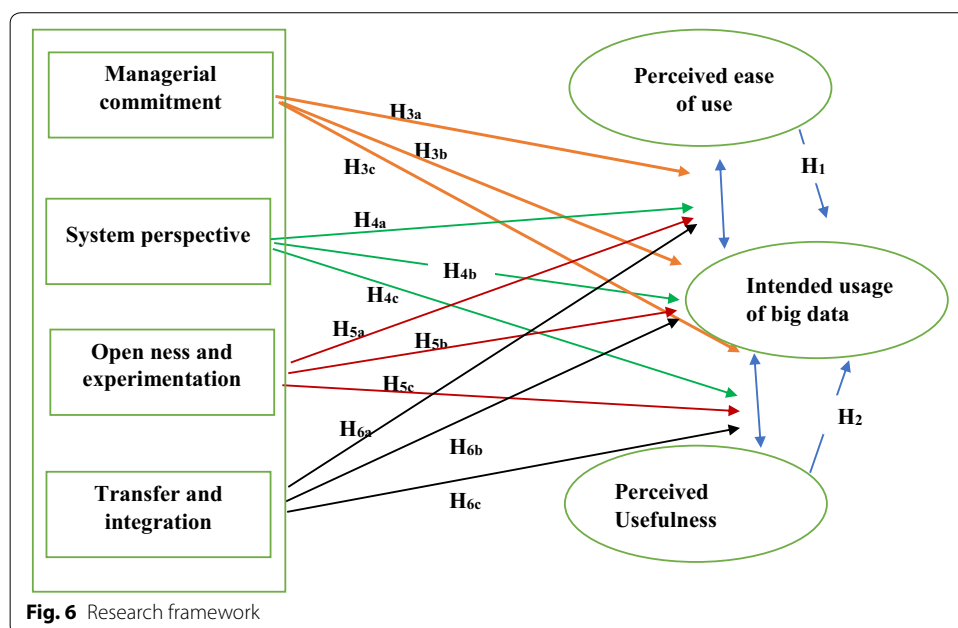 Managerial
commitment
System perspective
Open ness and
experimentation
Transfer and
integration
H3a
H3b
H3c
H4a
H4b
H4c
H5a
H5b
H5c
H6a
H6b
H6c
Perceived ease
of use
H1
Intended usage
of big data
H2
Perceived
Usefulness
Fig. 6 Research framework